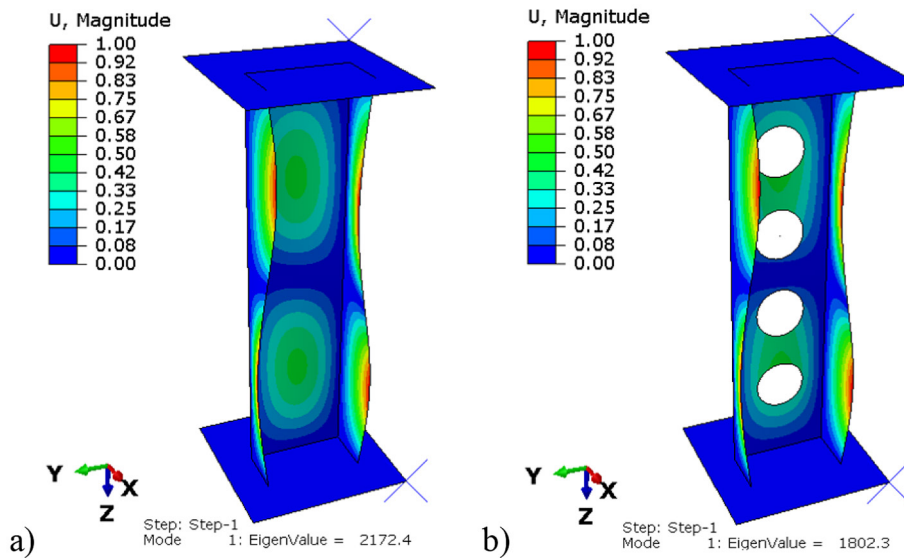 U, Magnitude
1.00
0.92
0.83
0.75
0.67
0.58
0.50
0.42
0.33
0.25
0.17
0.08
0.00
Y
X
Z
a)
Step: Step-1
Mode 1: EigenValue = 2172.4
U, Magnitude
1.00
0.92
0.83
0.75
0.67
0.58
0.50
0.42
0.33
0.25
0.17
0.08
0.00
Y
X
Z
b)
Step: Step-1
Mode 1: EigenValue = 1802.3